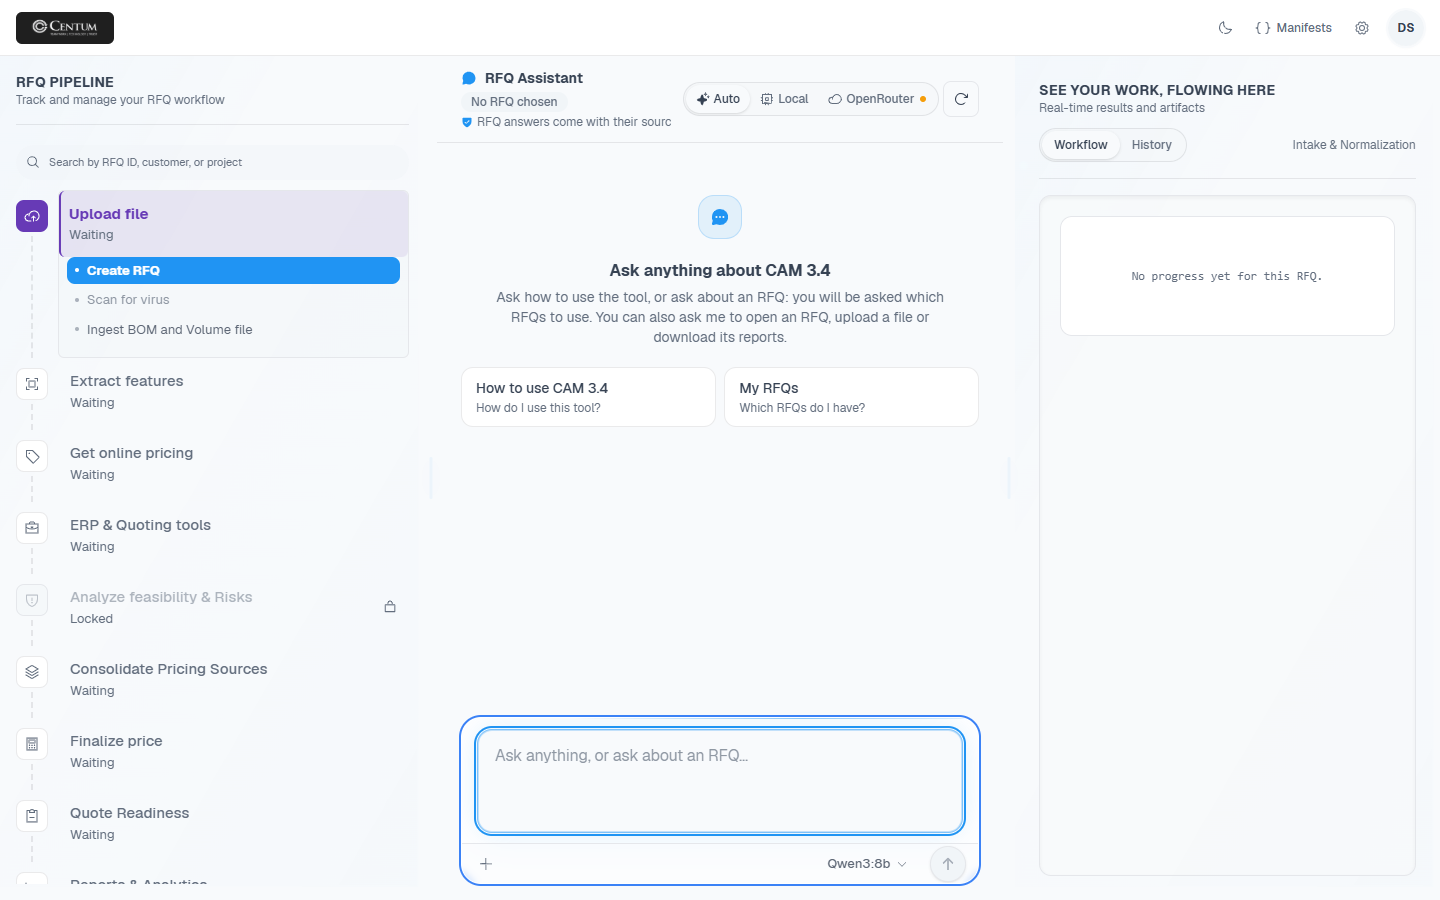 CENTUM
Manifests
DS
RFQ PIPELINE
Track and manage your RFQ workflow
Search by RFQ ID, customer, or project
Upload file
Waiting
Create RFQ
Scan for virus
Ingest BOM and Volume file
Extract features
Waiting
Get online pricing
Waiting
ERP & Quoting tools
Waiting
Analyze feasibility & Risks
Locked
Consolidate Pricing Sources
Waiting
Finalize price
Waiting
Quote Readiness
Waiting
Reports & Analytics
RFQ Assistant
No RFQ chosen
RFQ answers come with their sourc
Auto
Local
OpenRouter
Ask anything about CAM 3.4
Ask how to use the tool, or ask about an RFQ: you will be asked which
RFQs to use. You can also ask me to open an RFQ, upload a file or
download its reports.
How to use CAM 3.4
How do I use this tool?
My RFQs
Which RFQs do I have?
Ask anything, or ask about an RFQ...
Qwen3:8b
SEE YOUR WORK, FLOWING HERE
Real-time results and artifacts
Workflow
History
Intake & Normalization
No progress yet for this RFQ.